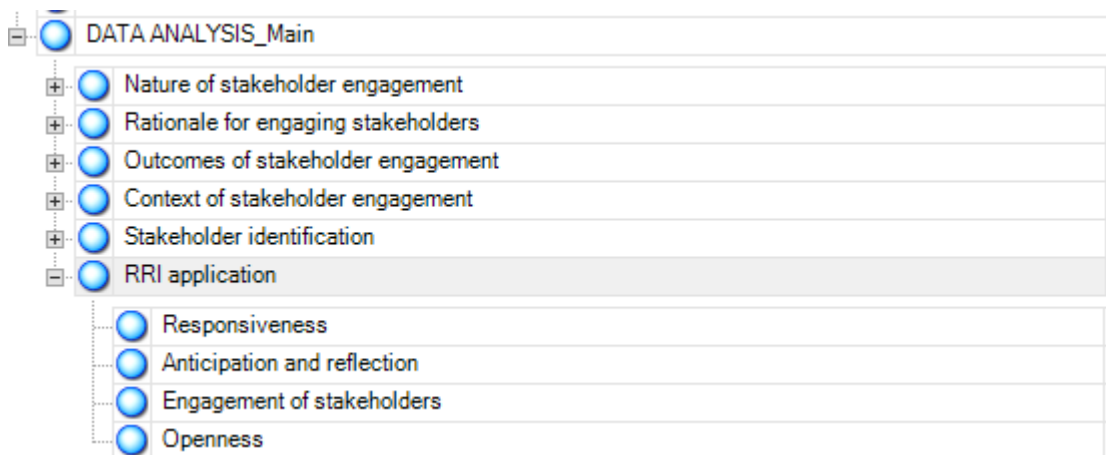 DATA ANALYSIS_Main
Nature of stakeholder engagement
Rationale for engaging stakeholders
Outcomes of stakeholder engagement
Context of stakeholder engagement
Stakeholder identification
RRI application
Responsiveness
Anticipation and reflection
Engagement of stakeholders
Openness